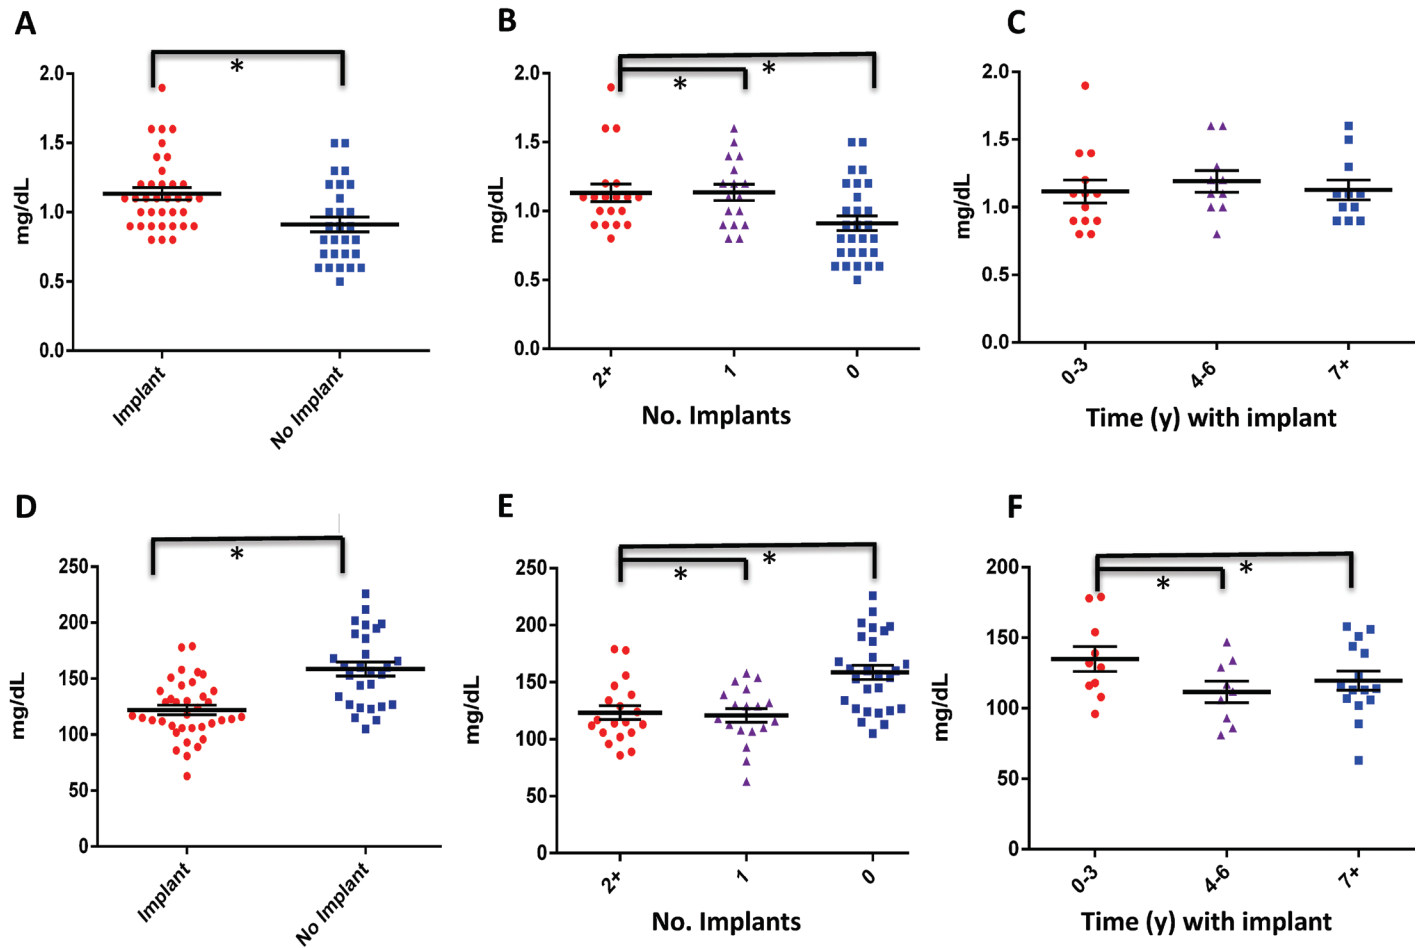 A
*
2.0
1.5
1.0
0.5
0.0
mg/dL
Implant
No Implant
B
*
*
2.0
1.5
1.0
0.5
0.0
mg/dL
2+
1
0
No. Implants
C
2.0
1.5
1.0
0.5
0.0
mg/dL
0-3
4-6
7+
Time (y) with implant
D
*
250
200
150
100
50
0
mg/dL
Implant
No Implant
E
*
*
250
200
150
100
50
0
mg/dL
2+
1
0
No. Implants
F
*
*
200
150
100
50
0
mg/dL
0-3
4-6
7+
Time (y) with implant